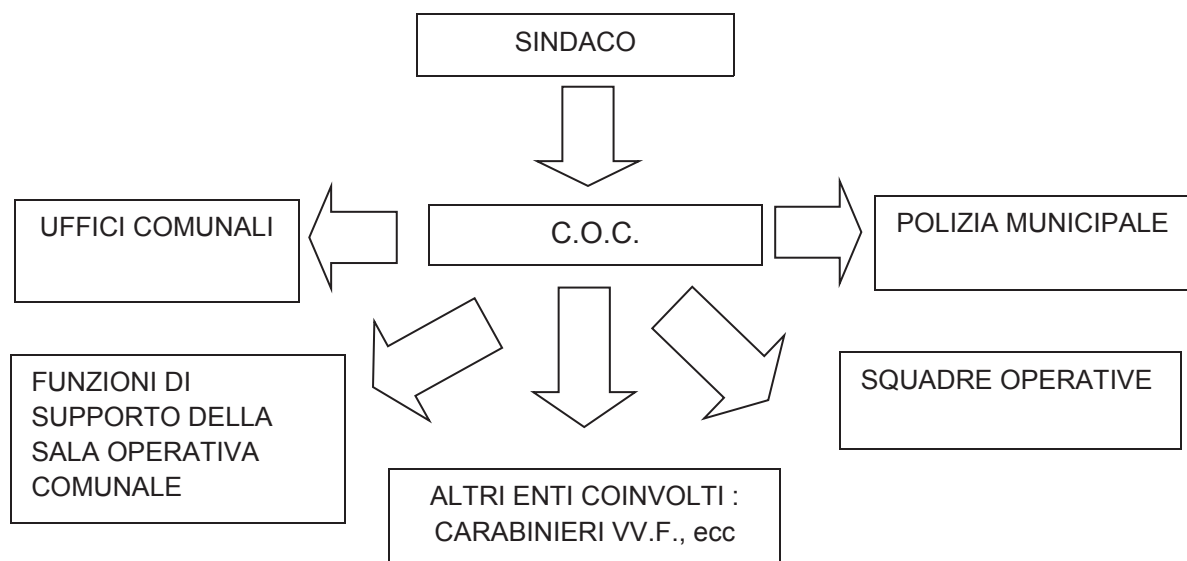 SINDACO
UFFICI COMUNALI
C.O.C.
POLIZIA MUNICIPALE
FUNZIONI DI
SUPPORTO DELLA
SALA OPERATIVA
COMUNALE
SQUADRE OPERATIVE
ALTRI ENTI COINVOLTI :
CARABINIERI VV.F., ecc